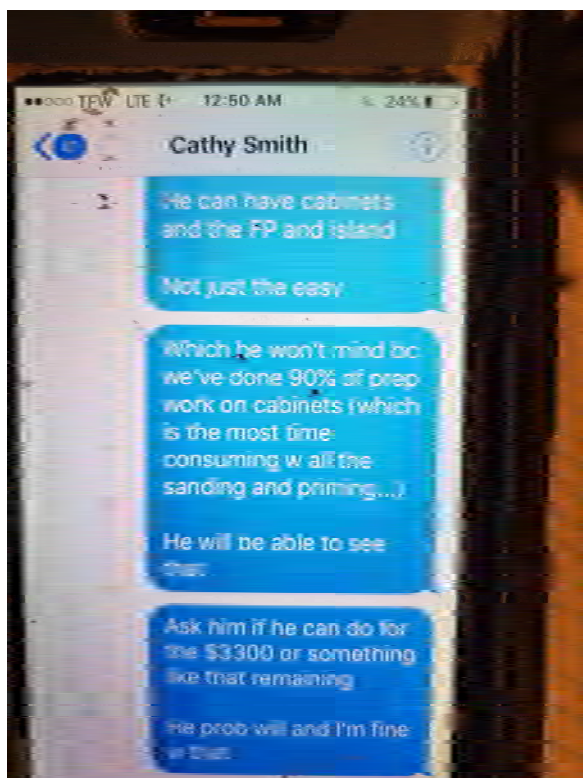 TFW LTE 12:50 AM 24%
Cathy Smith
He can have cabinets
and the FP and island
Not just the easy
Which he won't mind bc
we've done 90% of prep
work on cabinets (which
is the most time
consuming w all the
sanding and priming...)
He will be able to see
that
Ask him if he can do for
the $3300 or something
like that remaining
He prob will and I'm fine
w that